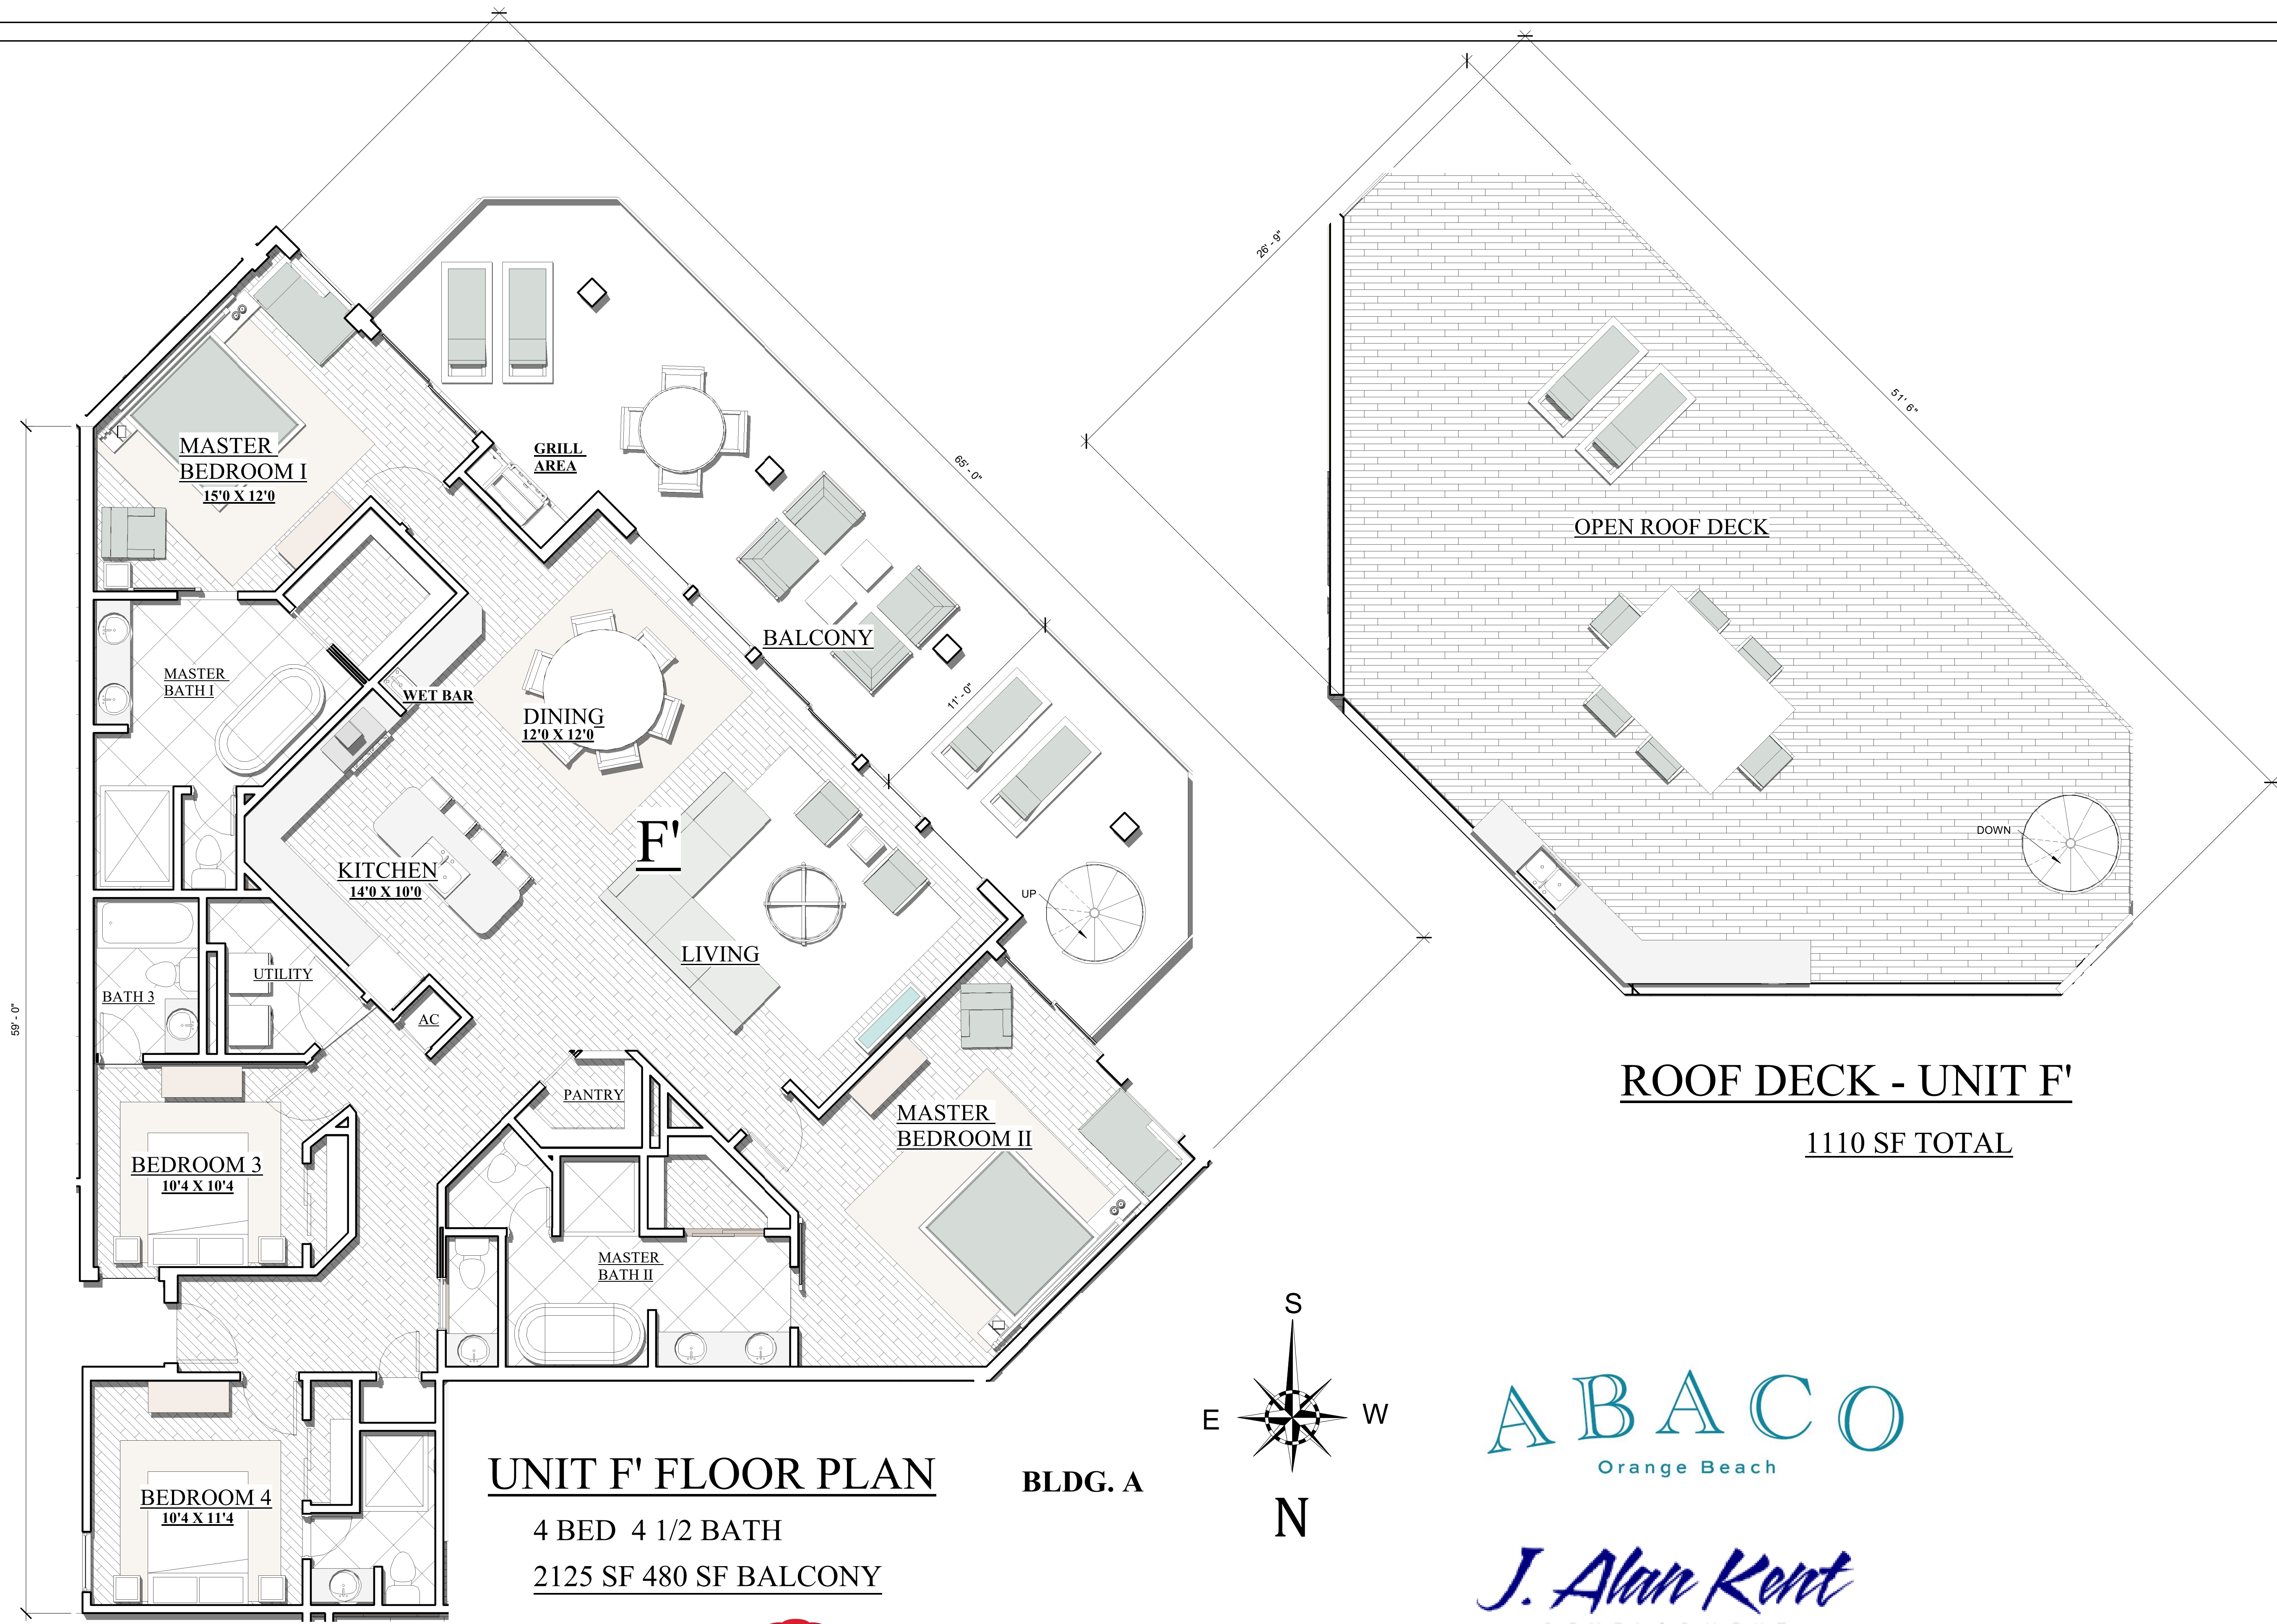 26' - 9"
51' 6"
65' - 0"
11' - 0"
59' - 0"
MASTER
BEDROOM I
15'0 X 12'0
GRILL
AREA
BALCONY
MASTER
BATH I
WET BAR
DINING
12'0 X 12'0
F'
KITCHEN
14'0 X 10'0
LIVING
UP
UTILITY
BATH 3
AC
PANTRY
MASTER
BEDROOM II
BEDROOM 3
10'4 X 10'4
MASTER
BATH II
BEDROOM 4
10'4 X 11'4
OPEN ROOF DECK
DOWN
ROOF DECK - UNIT F'
1110 SF TOTAL
UNIT F' FLOOR PLAN
BLDG. A
4 BED 4 1/2 BATH
2125 SF 480 SF BALCONY
S
E
W
N
ABACO
Orange Beach
J. Alan Kent